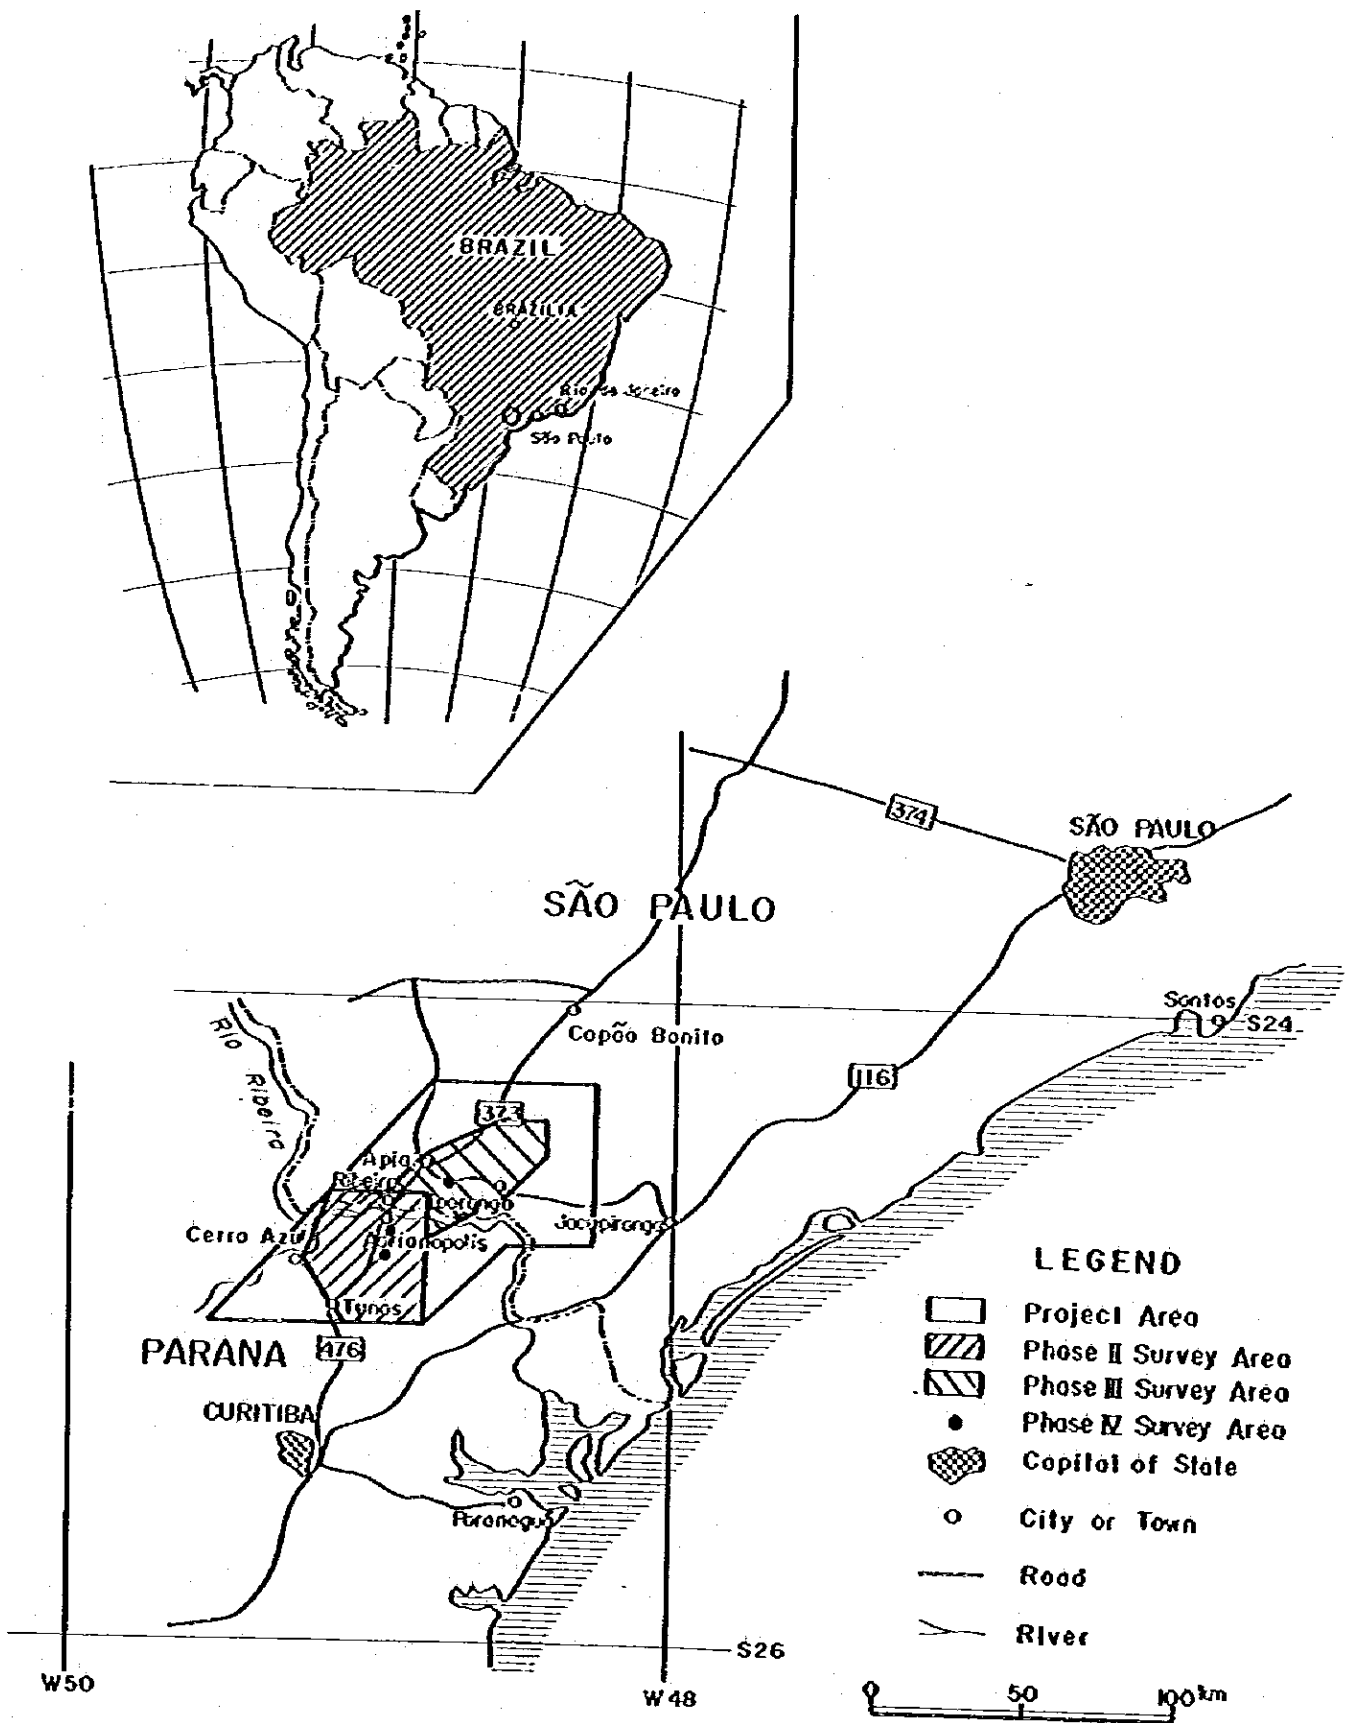 BRAZIL
BRAZILIA
Rio de Janeiro
São Paulo
374
SÃO PAULO
SÃO PAULO
Santos
S24
Capão Bonito
Rio Ribeira
116
373
Apiaí
Ribeira
Iporanga
Jacupiranga
Cerro Azul
Adrianopolis
Tunas
PARANA
476
CURITIBA
Paranaguá
LEGEND
Project Area
Phase II Survey Area
Phase III Survey Area
Phase IV Survey Area
Capital of State
City or Town
Road
River
S26
W50
W48
0 50 100km